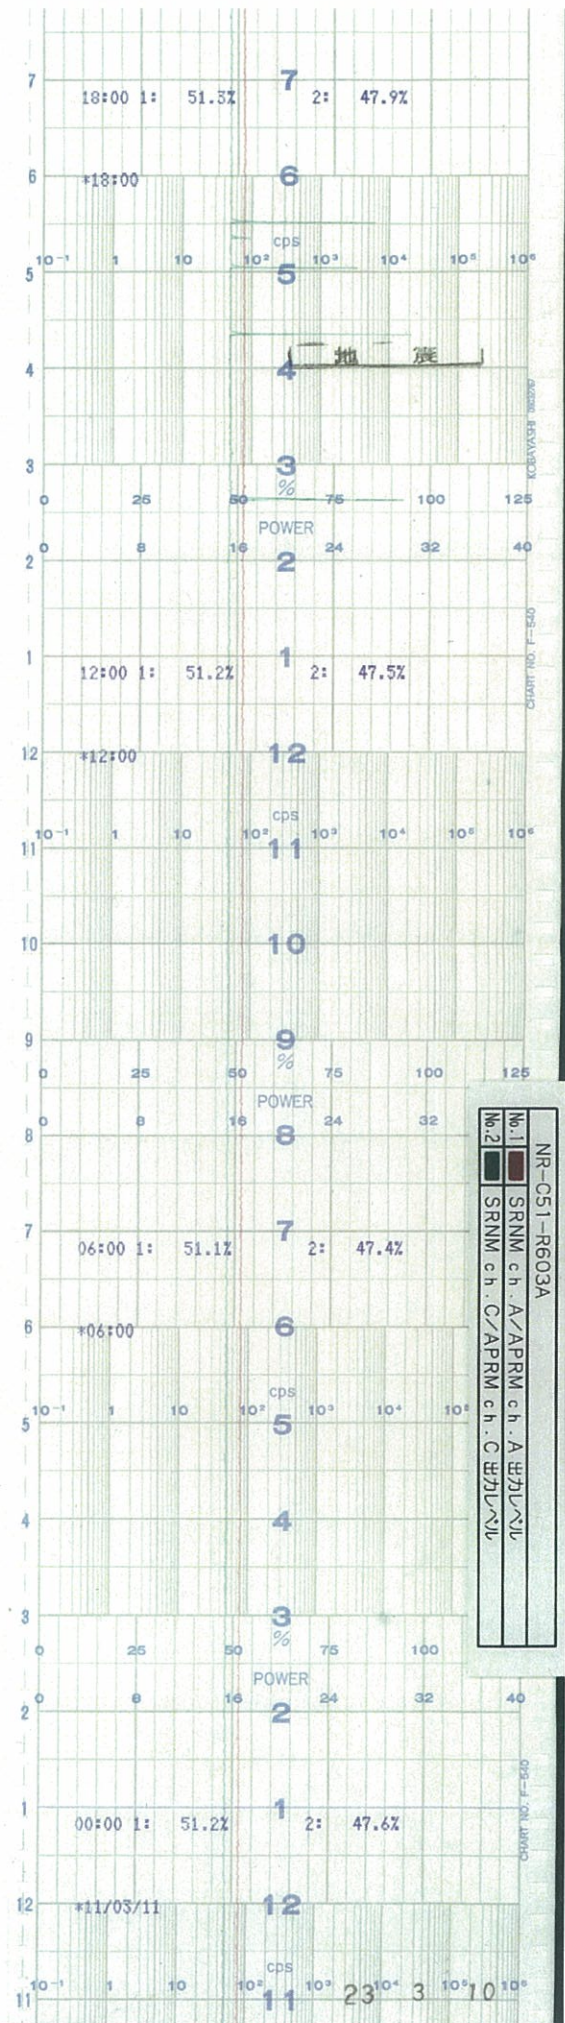 7 7
18:00 1: 51.3% 2: 47.9%
6 6
*18:00
cps
10⁻¹ 1 10 10² 10³ 10⁴ 10⁵ 10⁶
5 5
地 震
4 4
KOBAYASHI
3 3
%
0 25 50 75 100 125
POWER
0 8 16 24 32 40
2 2
CHART NO. F-540
1 1
12:00 1: 51.2% 2: 47.5%
12 12
*12:00
cps
10⁻¹ 1 10 10² 10³ 10⁴ 10⁵ 10⁶
11 11
10 10
9 9
%
0 25 50 75 100 125
POWER
0 8 16 24 32
8 8
NR-C51-R603A
No.1 SRNM ch.A/APRM ch.A 出力レベル
No.2 SRNM ch.C/APRM ch.C 出力レベル
7 7
06:00 1: 51.1% 2: 47.4%
6 6
*06:00
cps
10⁻¹ 1 10 10² 10³ 10⁴ 10⁵
5 5
4 4
3 3
%
0 25 50 75 100
POWER
0 8 16 24 32 40
2 2
CHART NO. F-540
1 1
00:00 1: 51.2% 2: 47.6%
12 12
*11/03/11
cps
10⁻¹ 1 10 10² 10³ 10⁴ 10⁵ 10⁶
11 11
23 3 10